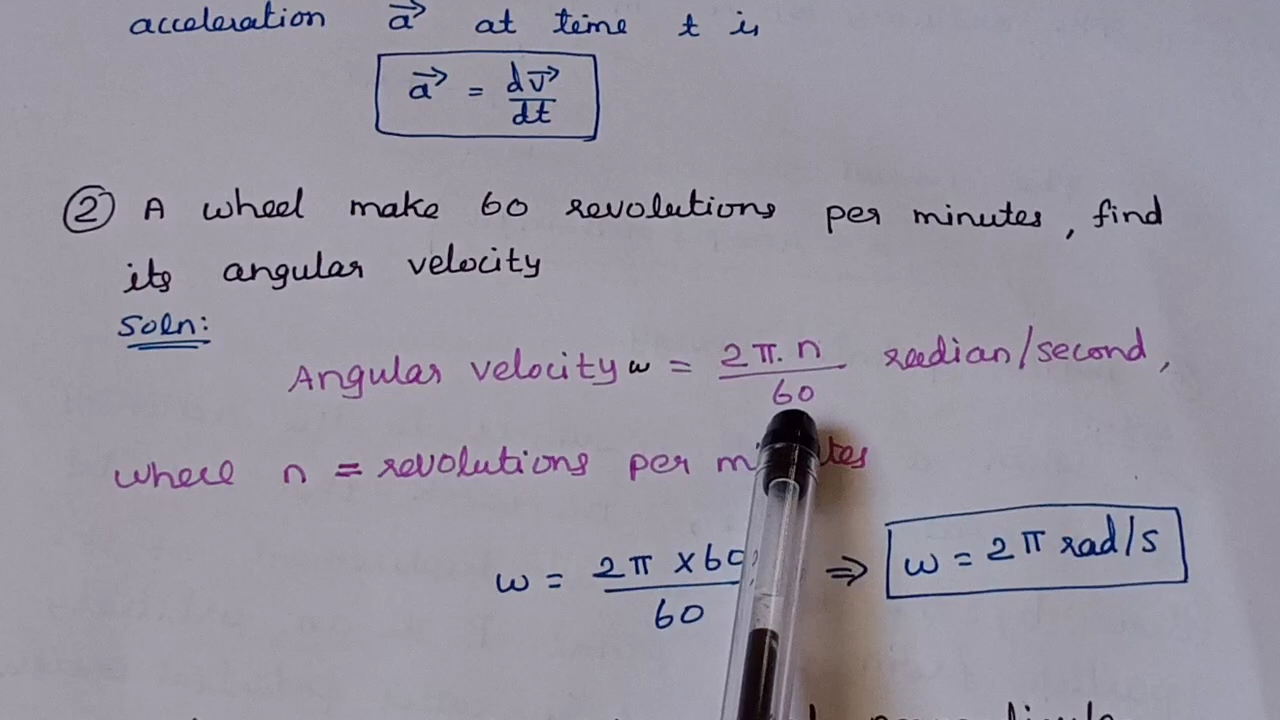 acceleration a⃗ at time t is
a⃗ = dv⃗/dt
② A wheel make 60 revolutions per minutes, find
its angular velocity
Soln:
Angular velocity ω = 2π.n/60 radian/second,
where n = revolutions per
ω = 2π × 60/60 ⇒ ω = 2π rad/s